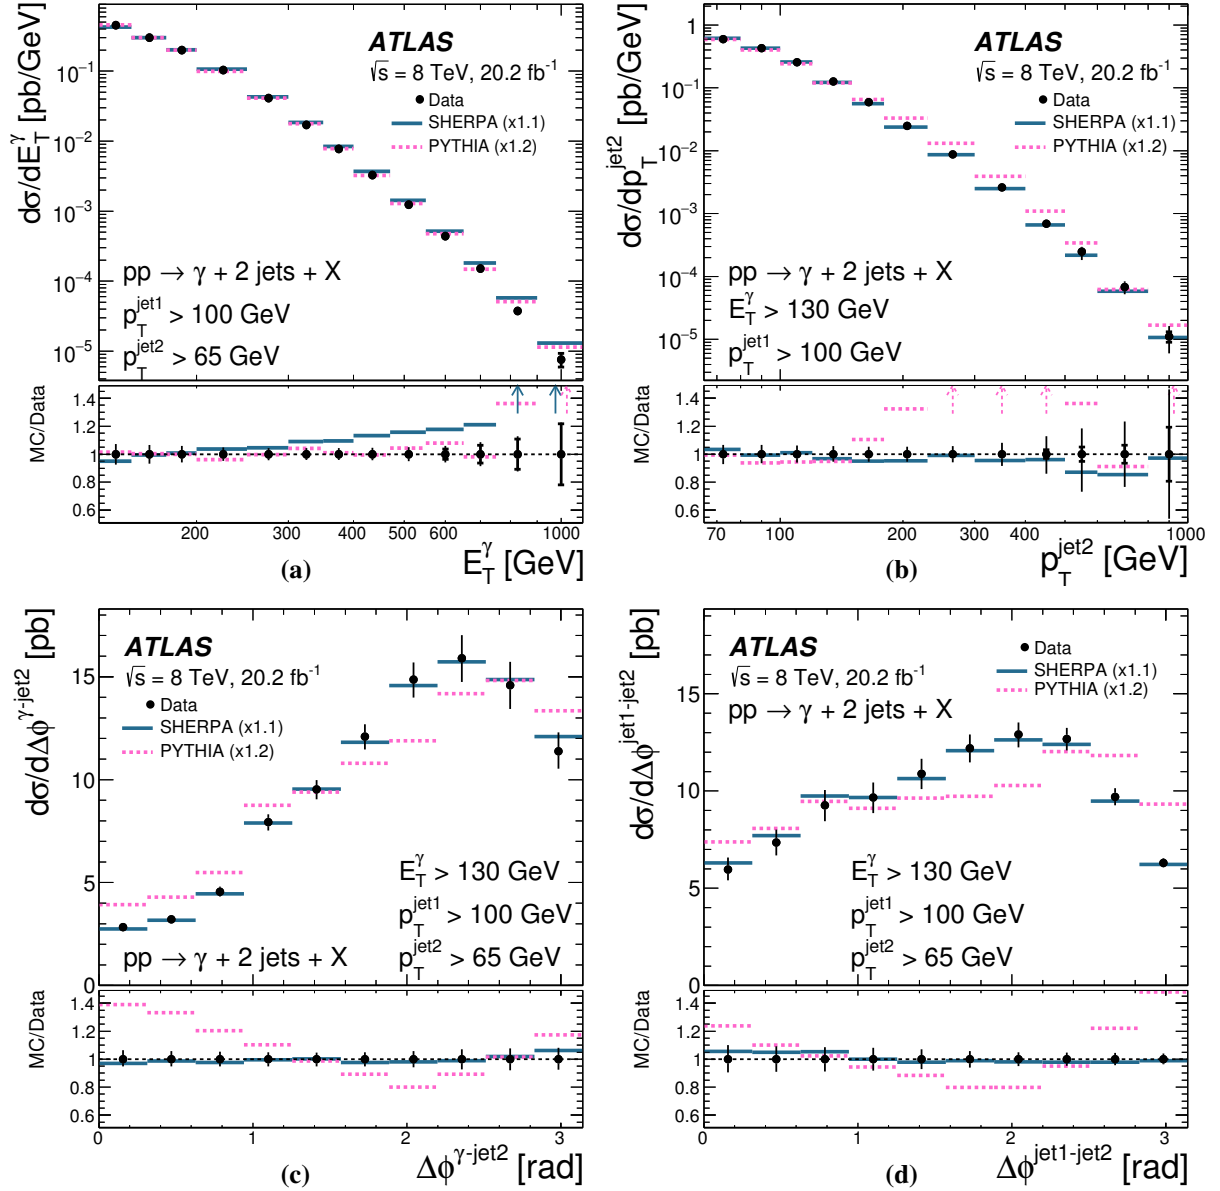 dσ/dE_T^γ [pb/GeV]
10⁻¹
10⁻²
10⁻³
10⁻⁴
10⁻⁵
ATLAS
√s = 8 TeV, 20.2 fb⁻¹
Data
SHERPA (x1.1)
PYTHIA (x1.2)
pp → γ + 2 jets + X
p_T^jet1 > 100 GeV
p_T^jet2 > 65 GeV
MC/Data
1.4
1.2
1
0.8
0.6
200 300 400 500 600 1000
E_T^γ [GeV]
(a)
dσ/dp_T^jet2 [pb/GeV]
1
10⁻¹
10⁻²
10⁻³
10⁻⁴
10⁻⁵
ATLAS
√s = 8 TeV, 20.2 fb⁻¹
Data
SHERPA (x1.1)
PYTHIA (x1.2)
pp → γ + 2 jets + X
E_T^γ > 130 GeV
p_T^jet1 > 100 GeV
MC/Data
1.4
1.2
1
0.8
0.6
70 100 200 300 400 1000
p_T^jet2 [GeV]
(b)
dσ/dΔϕ^γ-jet2 [pb]
15
10
5
0
ATLAS
√s = 8 TeV, 20.2 fb⁻¹
Data
SHERPA (x1.1)
PYTHIA (x1.2)
E_T^γ > 130 GeV
p_T^jet1 > 100 GeV
p_T^jet2 > 65 GeV
pp → γ + 2 jets + X
MC/Data
1.4
1.2
1
0.8
0.6
0 1 2 3
Δϕ^γ-jet2 [rad]
(c)
dσ/dΔϕ^jet1-jet2 [pb]
15
10
5
0
ATLAS
√s = 8 TeV, 20.2 fb⁻¹
Data
SHERPA (x1.1)
PYTHIA (x1.2)
pp → γ + 2 jets + X
E_T^γ > 130 GeV
p_T^jet1 > 100 GeV
p_T^jet2 > 65 GeV
MC/Data
1.4
1.2
1
0.8
0.6
0 1 2 3
Δϕ^jet1-jet2 [rad]
(d)